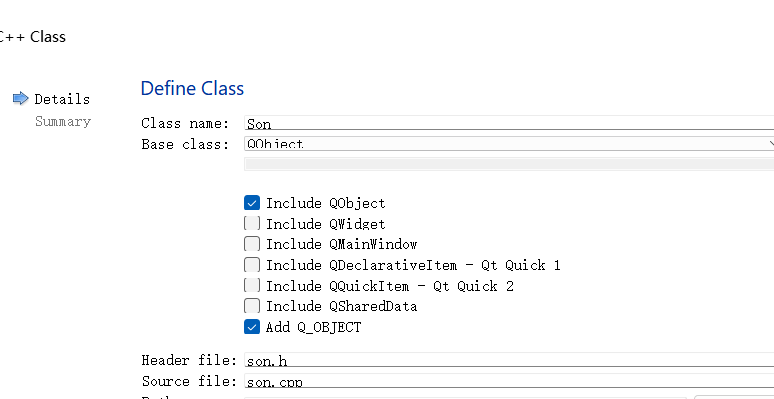 C++ Class
Define Class
Details
Summary
Class name: Son
Base class: QObject
Include QObject
Include QWidget
Include QMainWindow
Include QDeclarativeItem - Qt Quick 1
Include QQuickItem - Qt Quick 2
Include QSharedData
Add Q_OBJECT
Header file: son.h
Source file: son.cpp